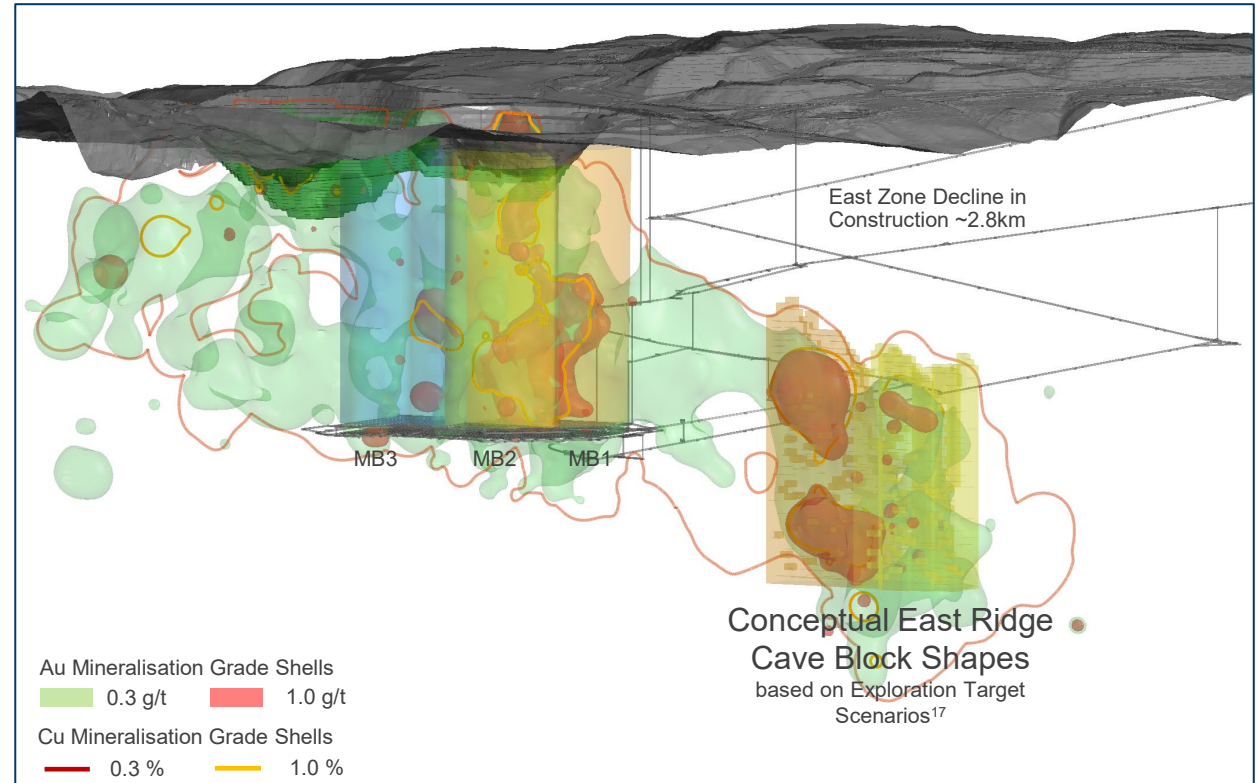 East Zone Decline in
Construction ~2.8km
MB3
MB2
MB1
Conceptual East Ridge
Cave Block Shapes
based on Exploration Target
Scenarios¹⁷
Au Mineralisation Grade Shells
0.3 g/t
1.0 g/t
Cu Mineralisation Grade Shells
0.3 %
1.0 %